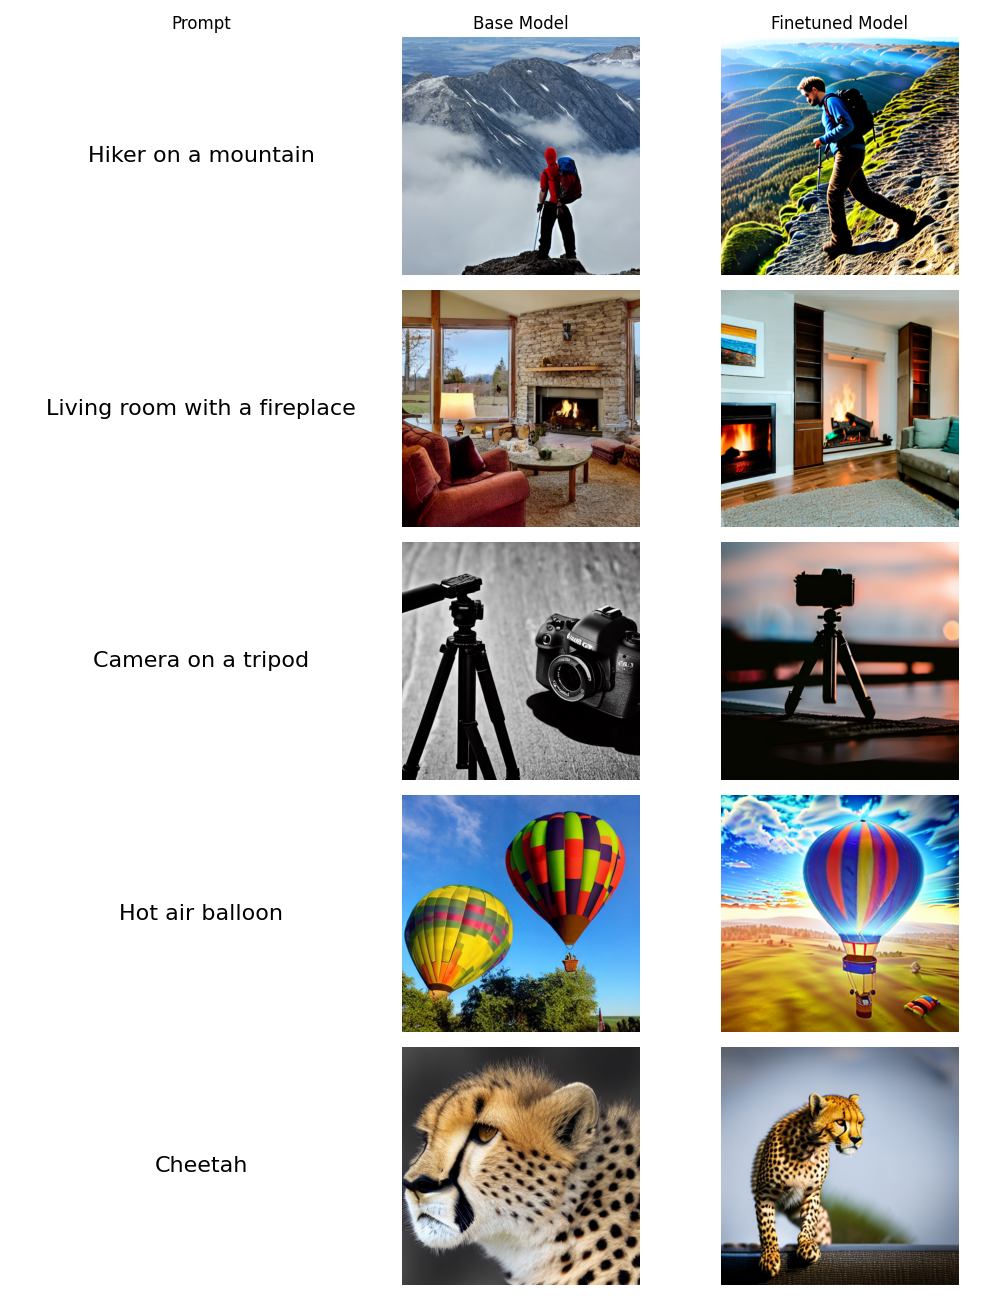 Prompt Base Model Finetuned Model
Hiker on a mountain
Living room with a fireplace
Camera on a tripod
Hot air balloon
Cheetah